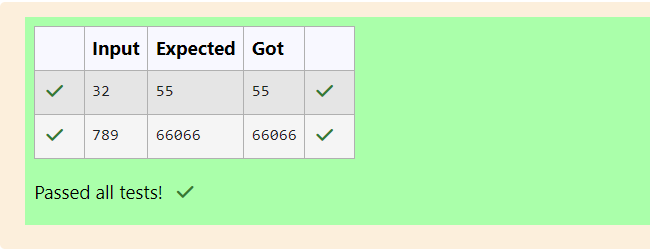 Input Expected Got
32 55 55
789 66066 66066
Passed all tests!